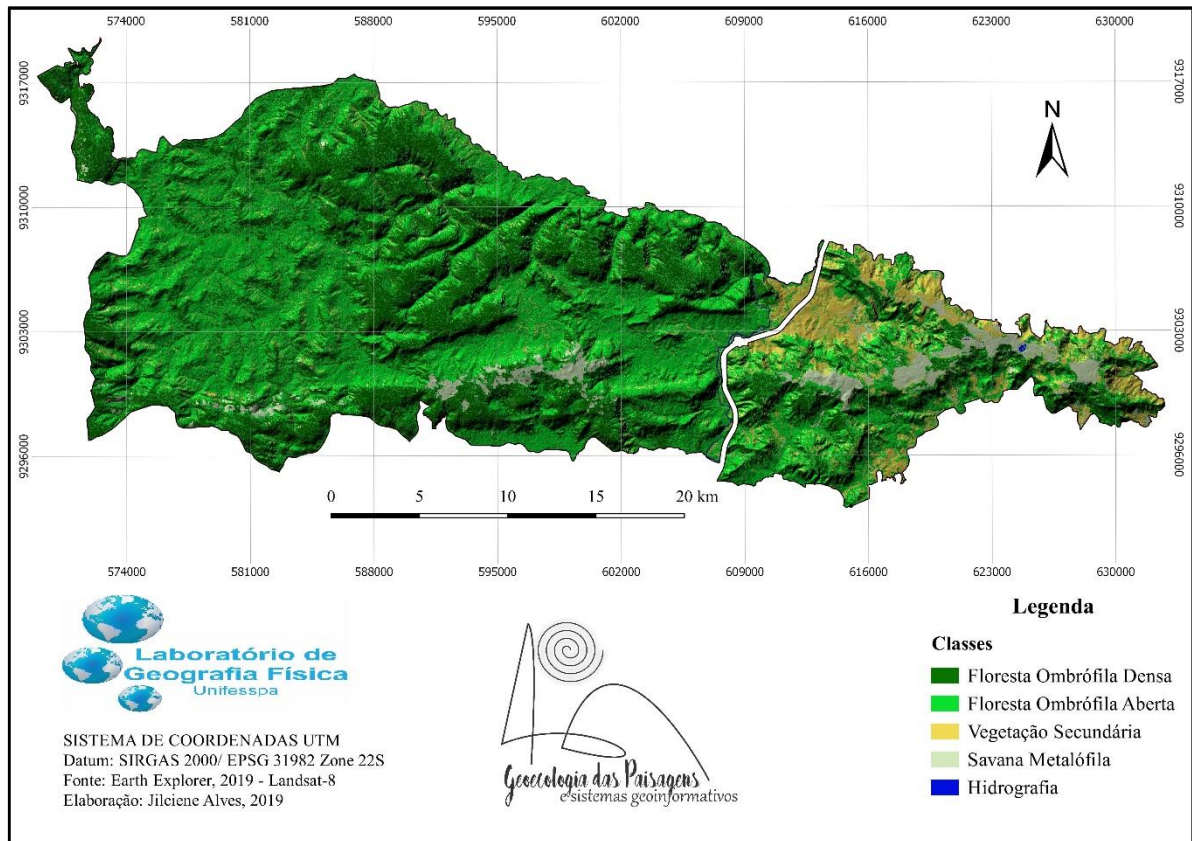 574000 581000 588000 595000 602000 609000 616000 623000 630000
9317000 9317000
N
9310000 9310000
9303000 9303000
9296000 9296000
0 5 10 15 20 km
574000 581000 588000 595000 602000 609000 616000 623000 630000
Laboratório de
Geografia Física
Unifesspa
SISTEMA DE COORDENADAS UTM
Datum: SIRGAS 2000/ EPSG 31982 Zone 22S
Fonte: Earth Explorer, 2019 - Landsat-8
Elaboração: Jilciene Alves, 2019
Geoecologia das Paisagens
e sistemas geoinformativos
Legenda
Classes
Floresta Ombrófila Densa
Floresta Ombrófila Aberta
Vegetação Secundária
Savana Metalófila
Hidrografia